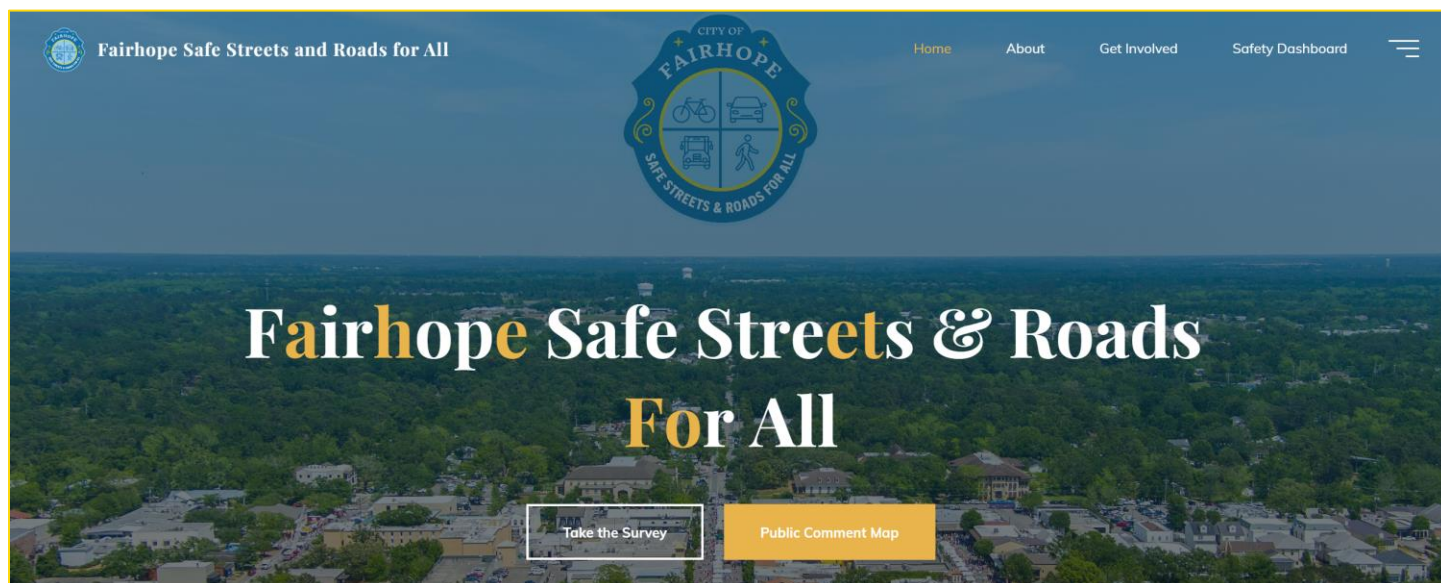 Fairhope Safe Streets and Roads for All
Home
About
Get Involved
Safety Dashboard
CITY OF
FAIRHOPE
SAFE STREETS & ROADS FOR ALL
Fairhope Safe Streets & Roads
For All
Take the Survey
Public Comment Map